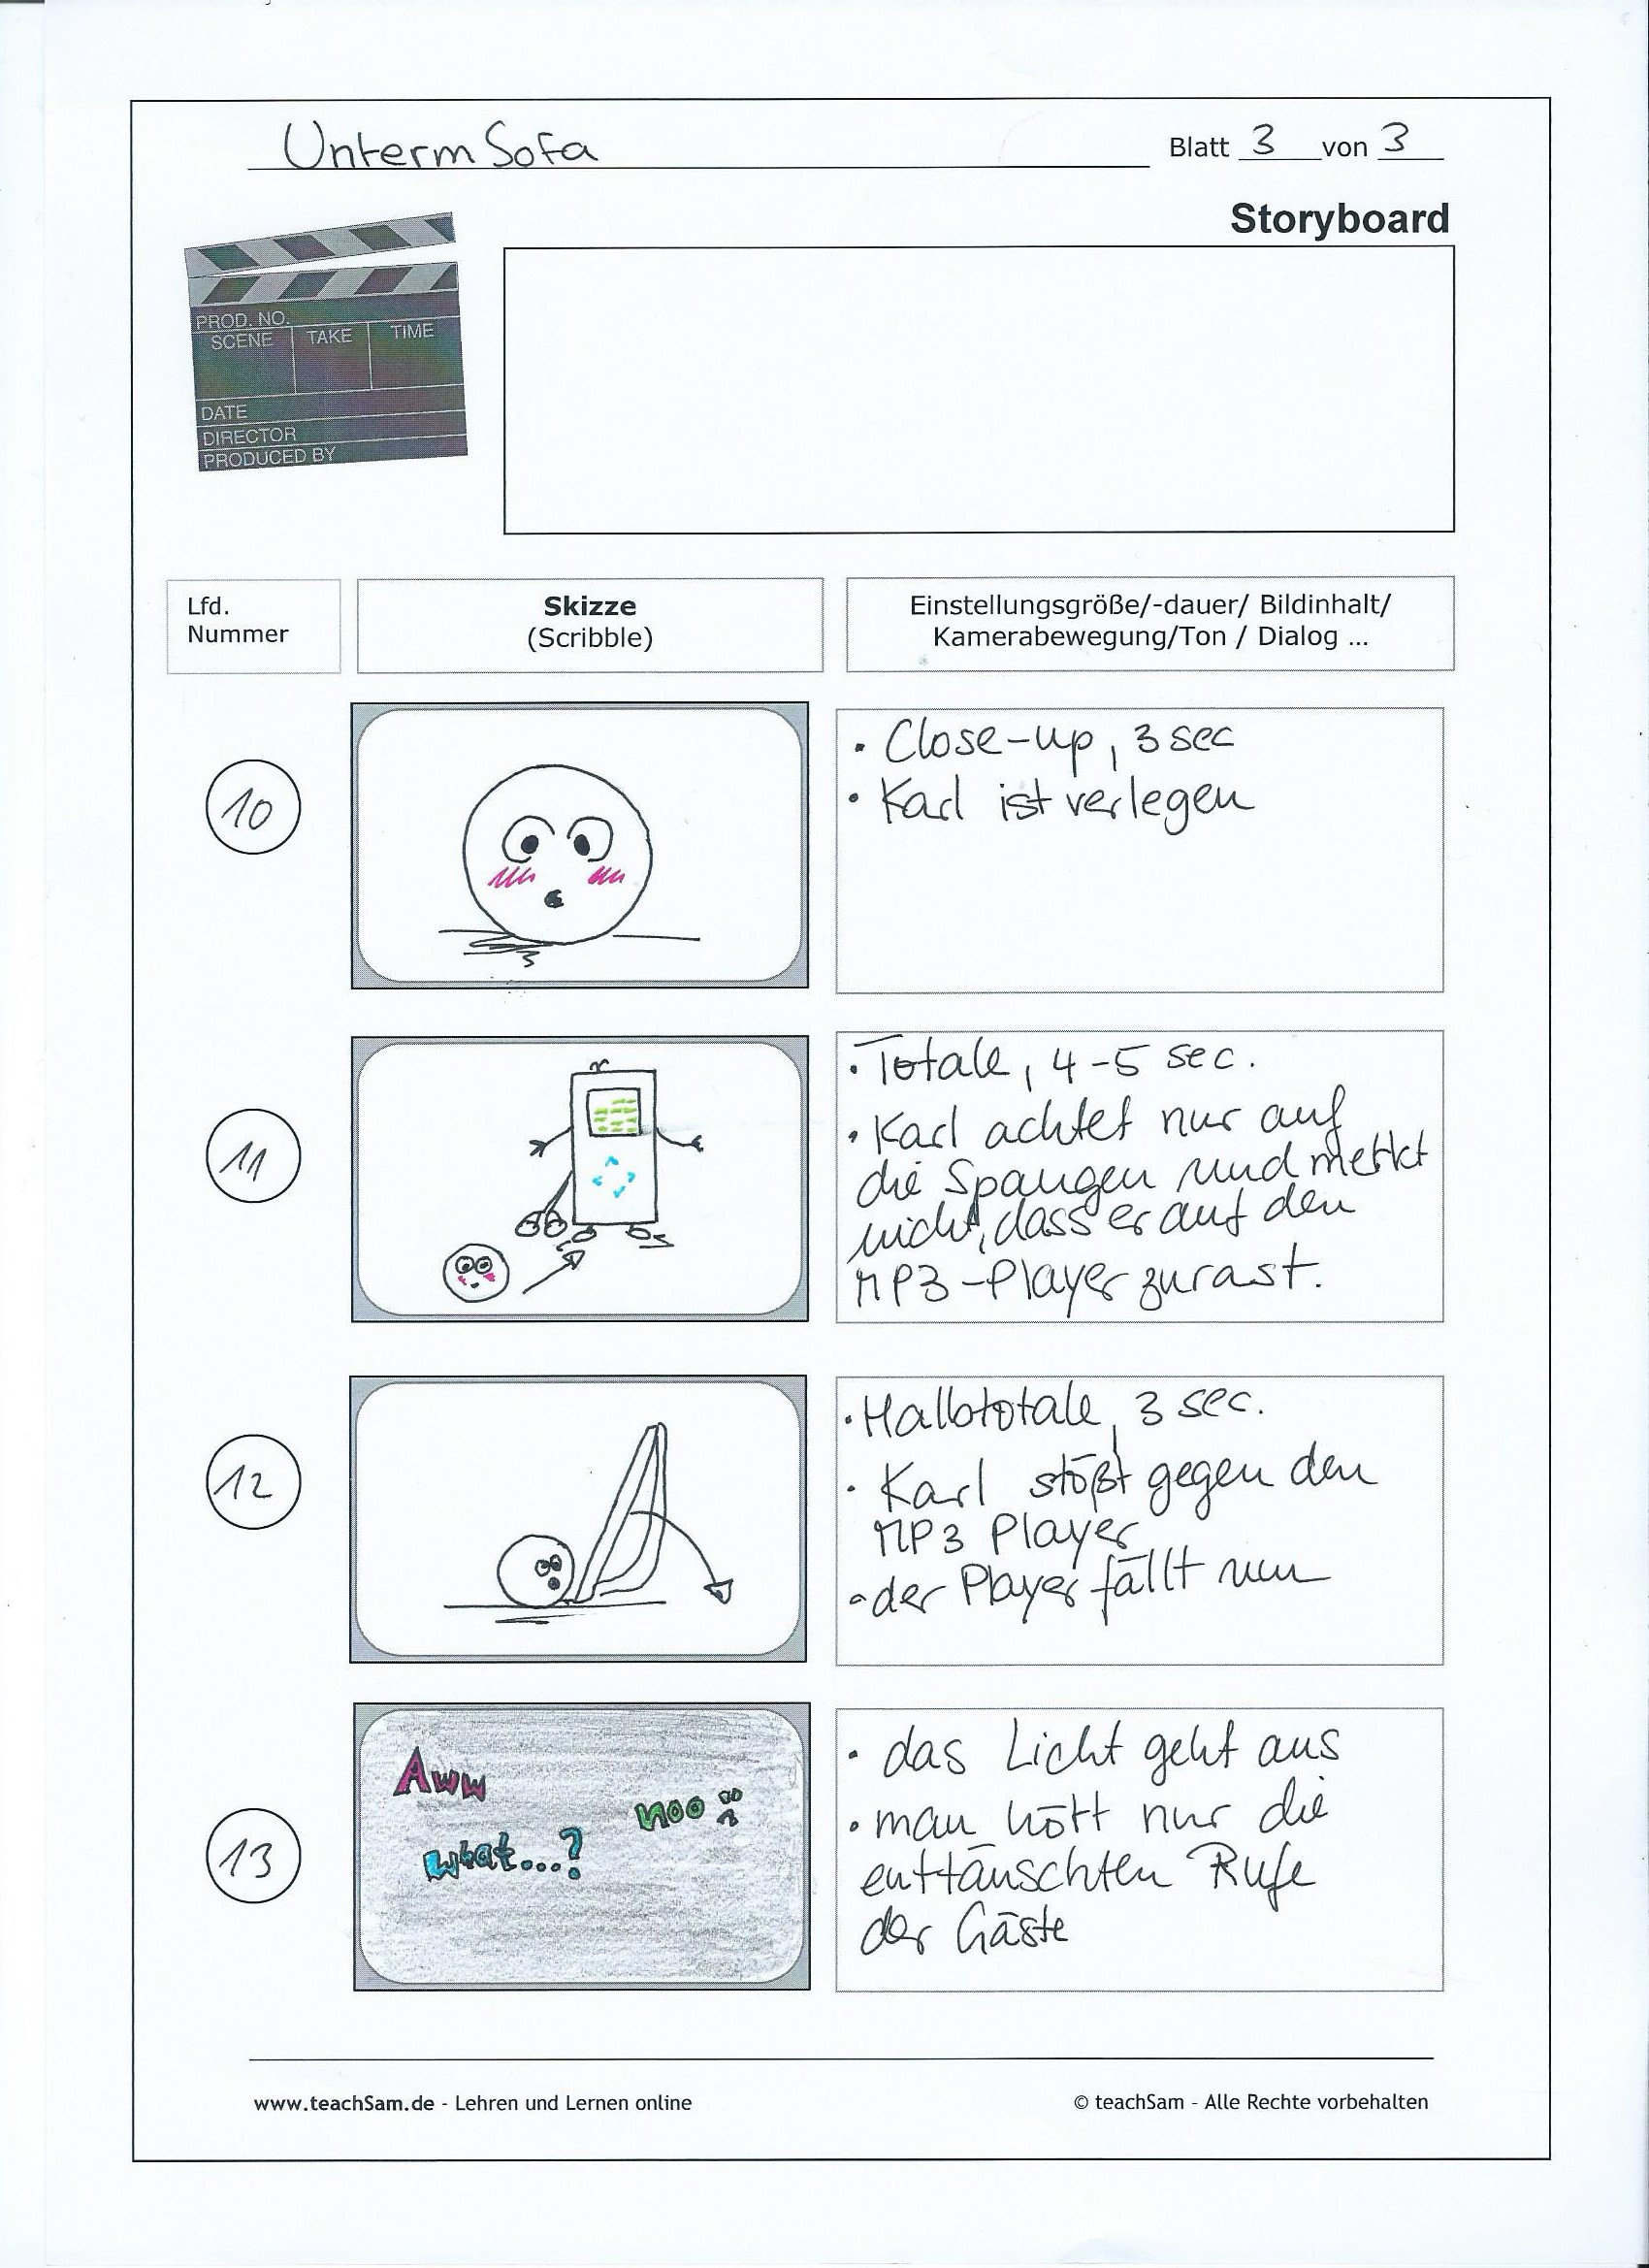 Unterm Sofa
Blatt 3 von 3
Storyboard
PROD. NO.
SCENE TAKE TIME
DATE
DIRECTOR
PRODUCED BY
Lfd.
Nummer
Skizze
(Scribble)
Einstellungsgröße/-dauer/ Bildinhalt/
Kamerabewegung/Ton / Dialog ...
10
• Close-up, 3 sec
• Karl ist verlegen
11
• Totale, 4-5 sec.
• Karl achtet nur auf
die Spangen und merkt
nicht, dass er auf den
MP3-Player zurast.
12
• Halbtotale, 3 sec.
• Karl stößt gegen den
MP3 Player
• der Player fällt um
13
Aww
noo :(
what...?
• das Licht geht aus
• man hört nur die
enttäuschten Rufe
der Gäste
www.teachSam.de - Lehren und Lernen online
© teachSam - Alle Rechte vorbehalten